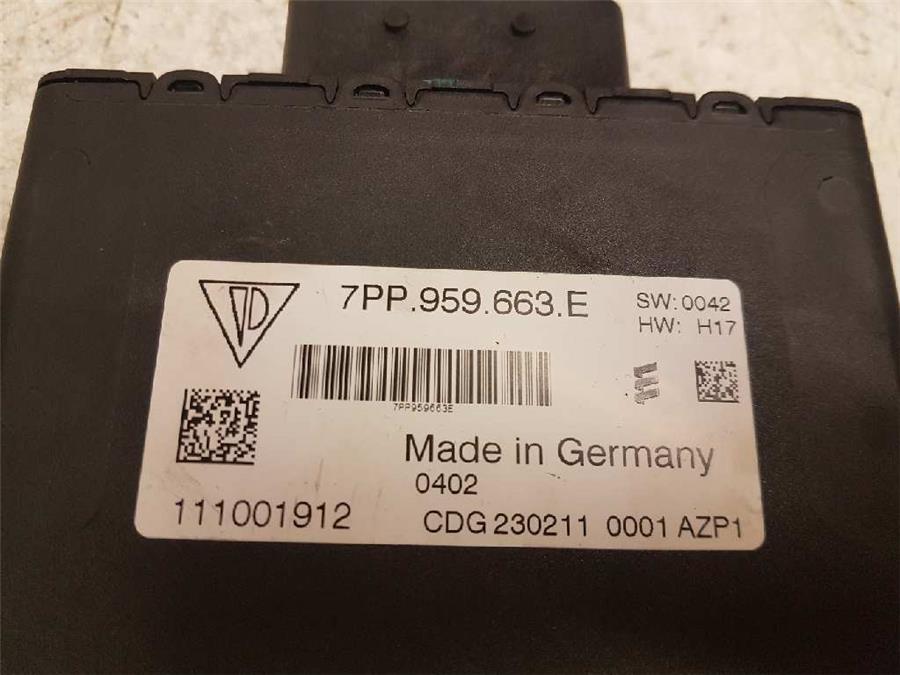 7PP.959.663.E
SW:0042
HW: H17
7PP959663E
Made in Germany
0402
111001912
CDG 230211 0001 AZP1